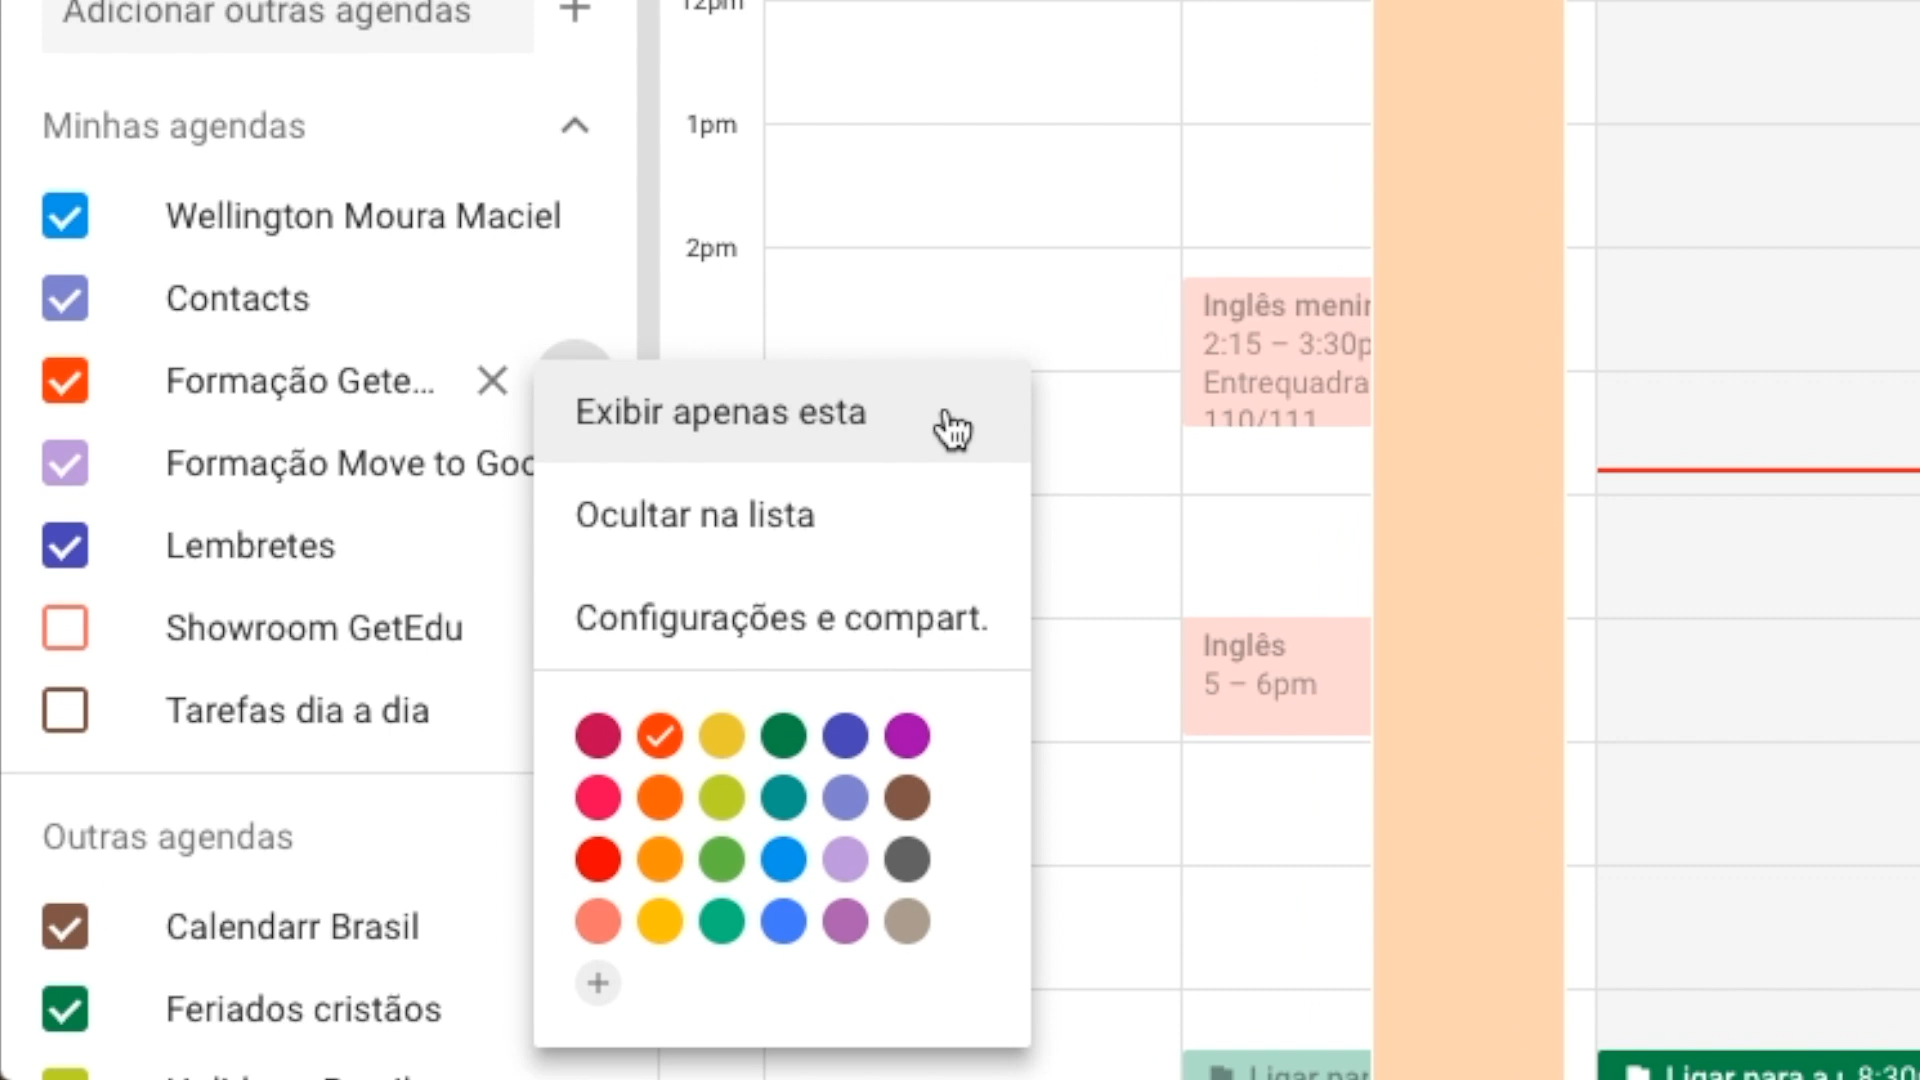 Adicionar outras agendas
Minhas agendas
Wellington Moura Maciel
Contacts
Formação Gete...
Formação Move to Goo
Lembretes
Showroom GetEdu
Tarefas dia a dia
Outras agendas
Calendarr Brasil
Feriados cristãos
Exibir apenas esta
Ocultar na lista
Configurações e compart.
12pm
1pm
2pm
Inglês menin
2:15 – 3:30p
Entrequadra
110/111
Inglês
5 – 6pm
Ligar par
Ligar para a 8:30